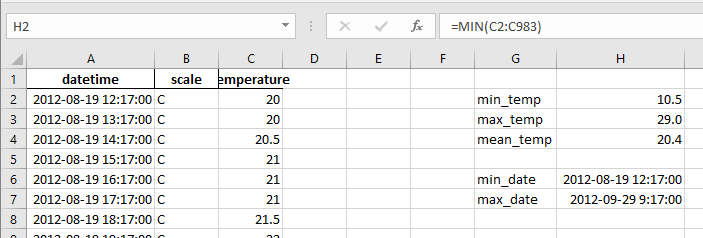 H2 fx =MIN(C2:C983)
A B C D E F G H
1 datetime scale emperature
2 2012-08-19 12:17:00 C 20 min_temp 10.5
3 2012-08-19 13:17:00 C 20 max_temp 29.0
4 2012-08-19 14:17:00 C 20.5 mean_temp 20.4
5 2012-08-19 15:17:00 C 21
6 2012-08-19 16:17:00 C 21 min_date 2012-08-19 12:17:00
7 2012-08-19 17:17:00 C 21 max_date 2012-09-29 9:17:00
8 2012-08-19 18:17:00 C 21.5